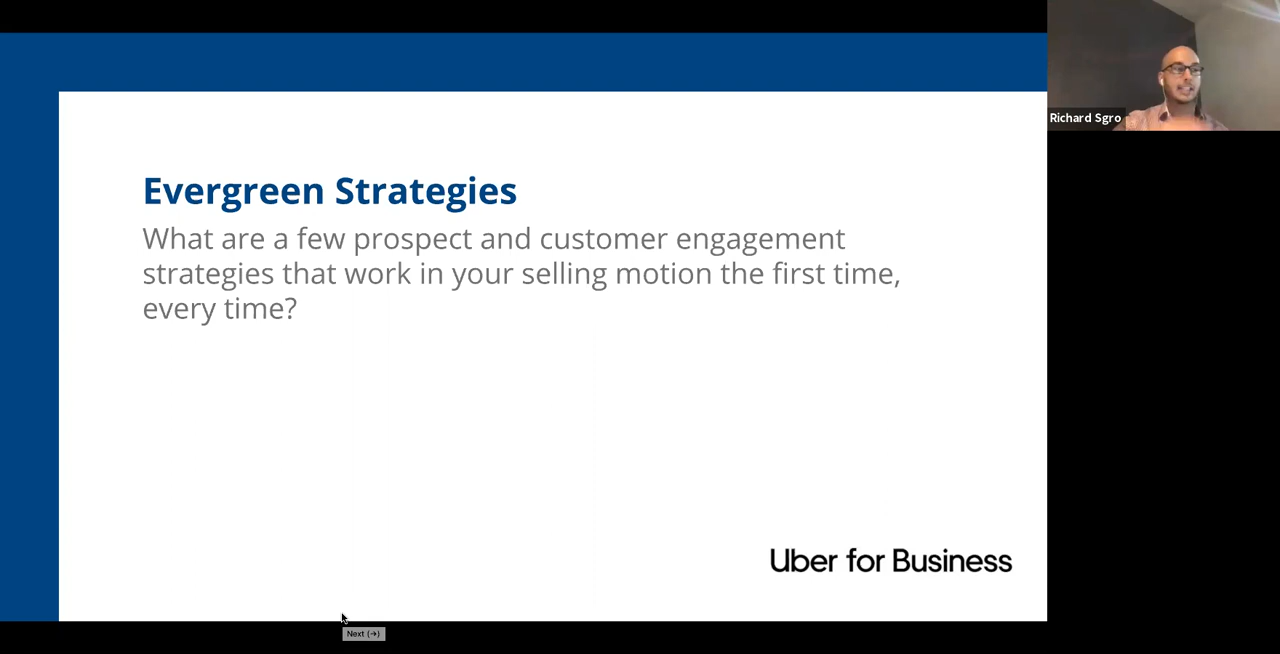 Evergreen Strategies
What are a few prospect and customer engagement
strategies that work in your selling motion the first time,
every time?
Uber for Business
Next (→)
Richard Sgro